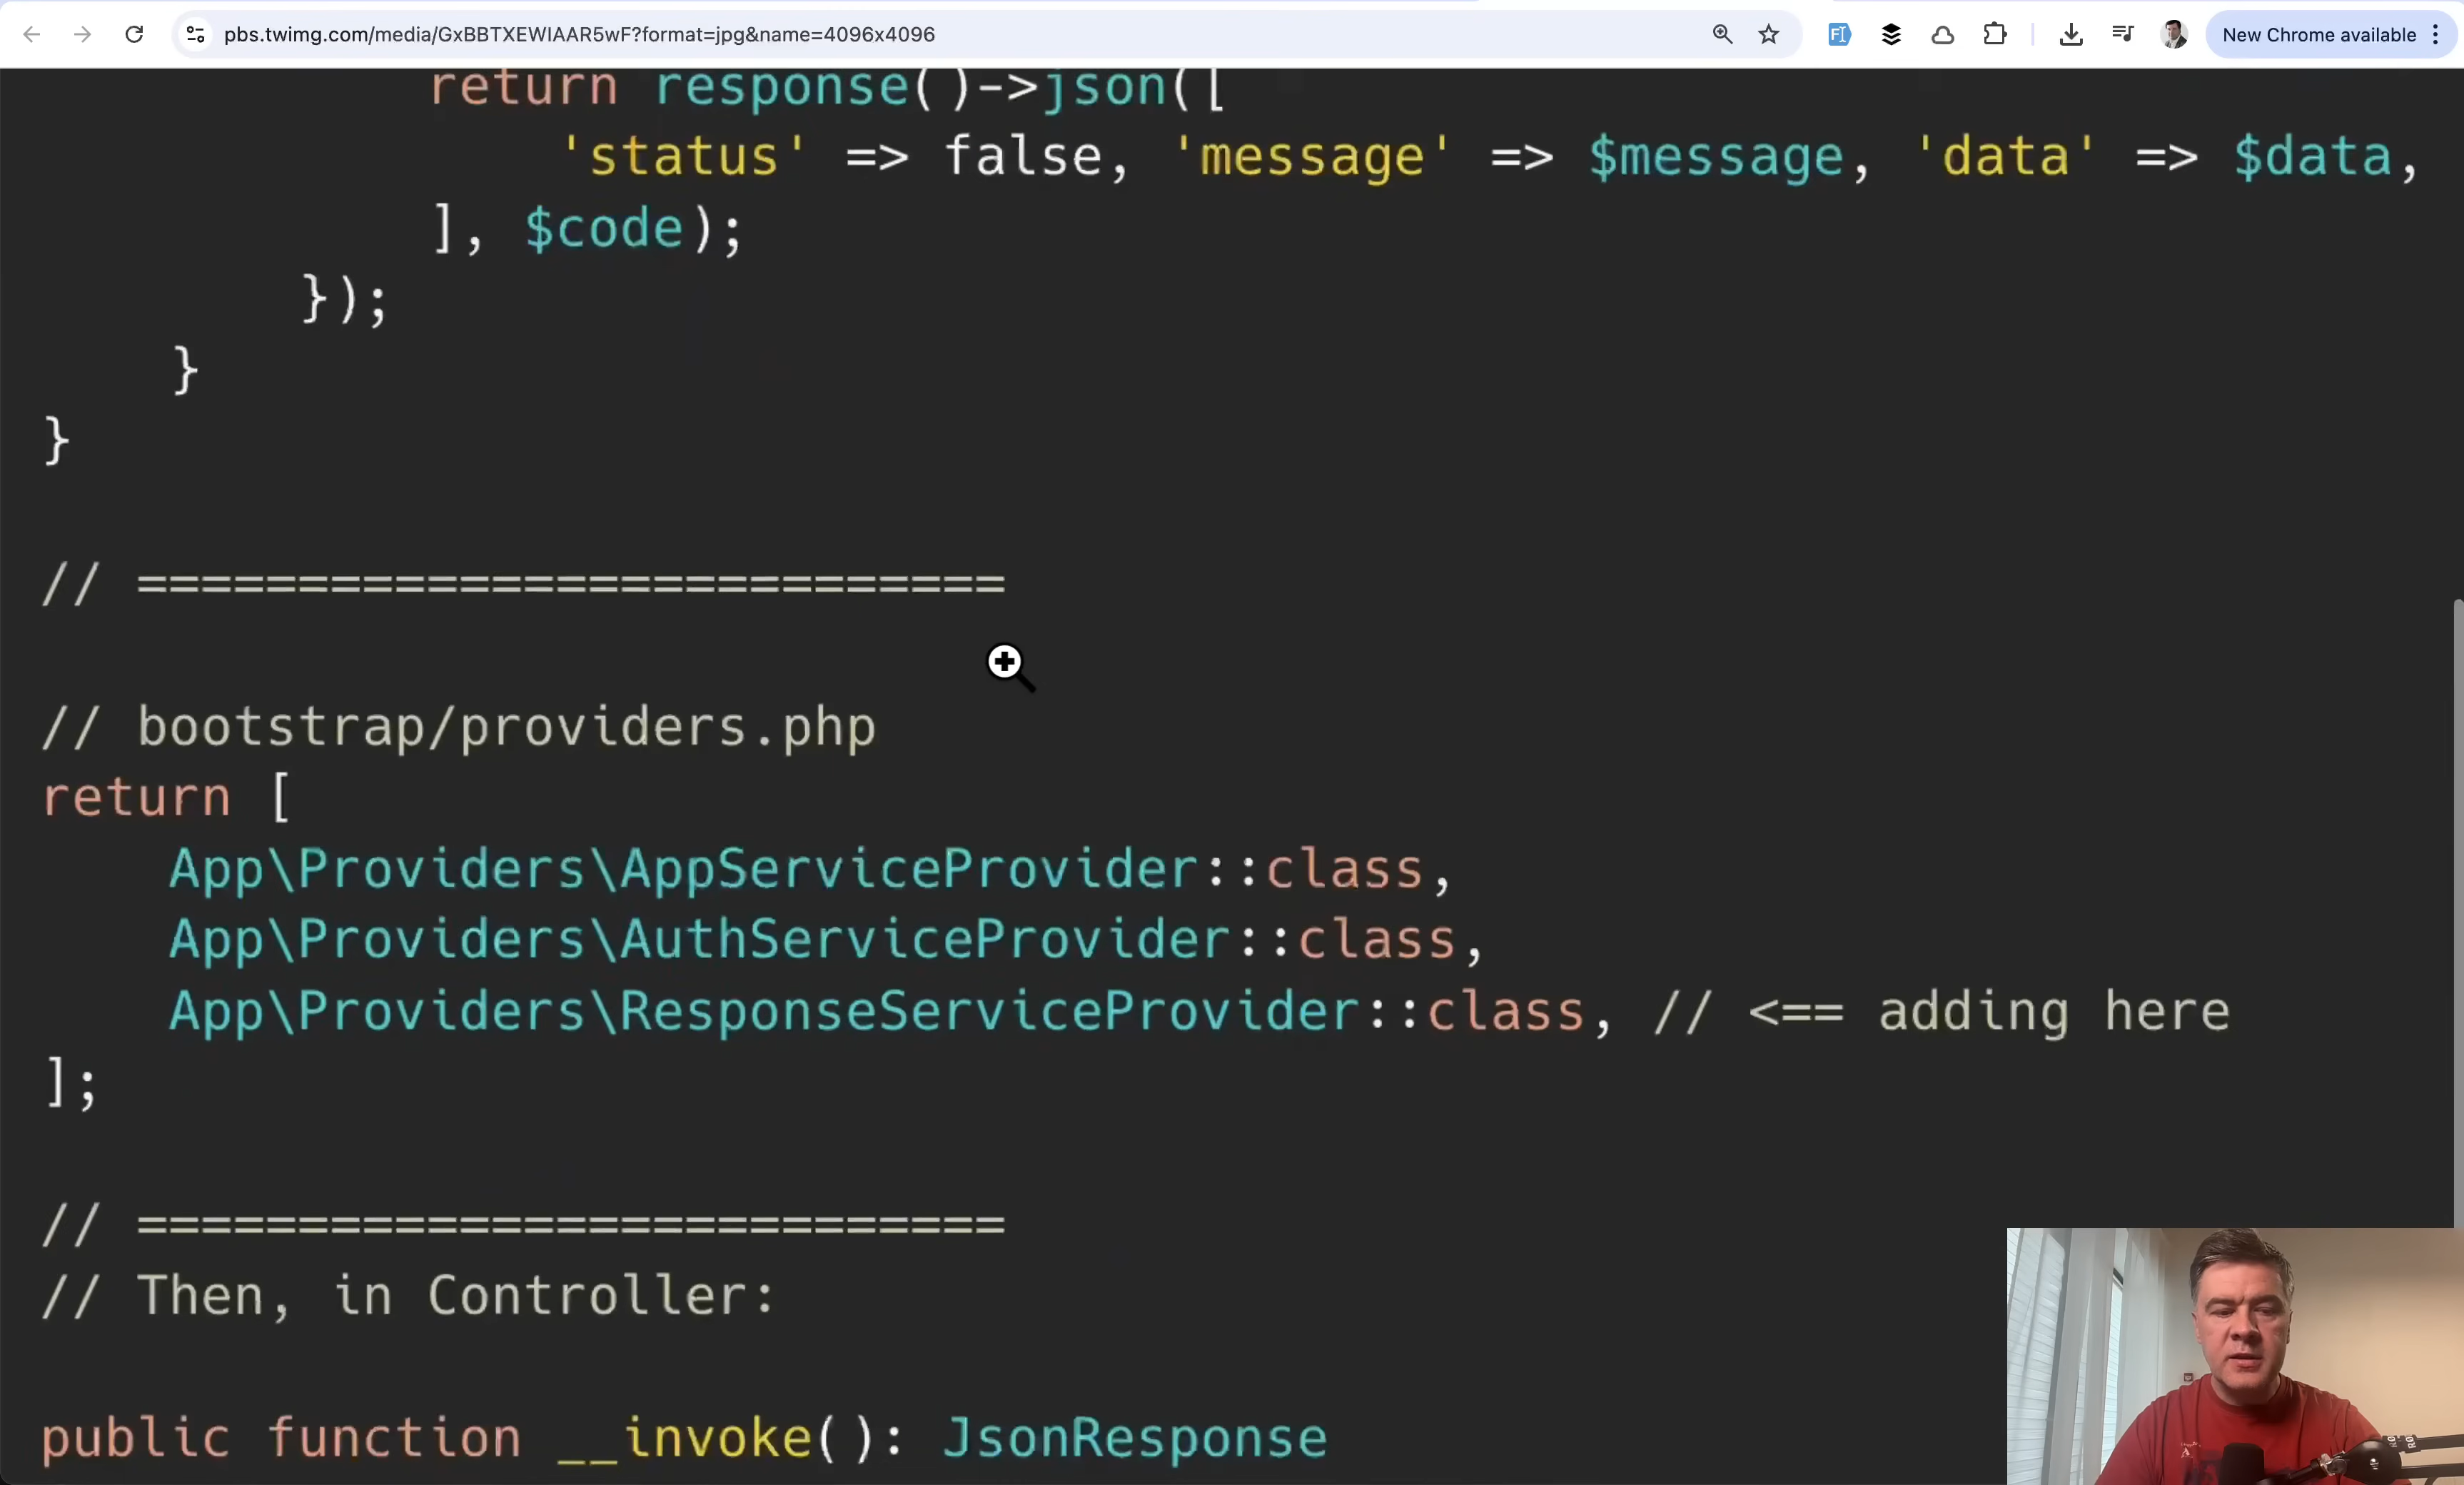 pbs.twimg.com/media/GxBBTXEWIAAR5wF?format=jpg&name=4096x4096
New Chrome available
return response()->json([
'status' => false, 'message' => $message, 'data' => $data,
], $code);
});
}
}
// ===========================
// bootstrap/providers.php
return [
App\Providers\AppServiceProvider::class,
App\Providers\AuthServiceProvider::class,
App\Providers\ResponseServiceProvider::class, // <== adding here
];
// ===========================
// Then, in Controller:
public function __invoke(): JsonResponse